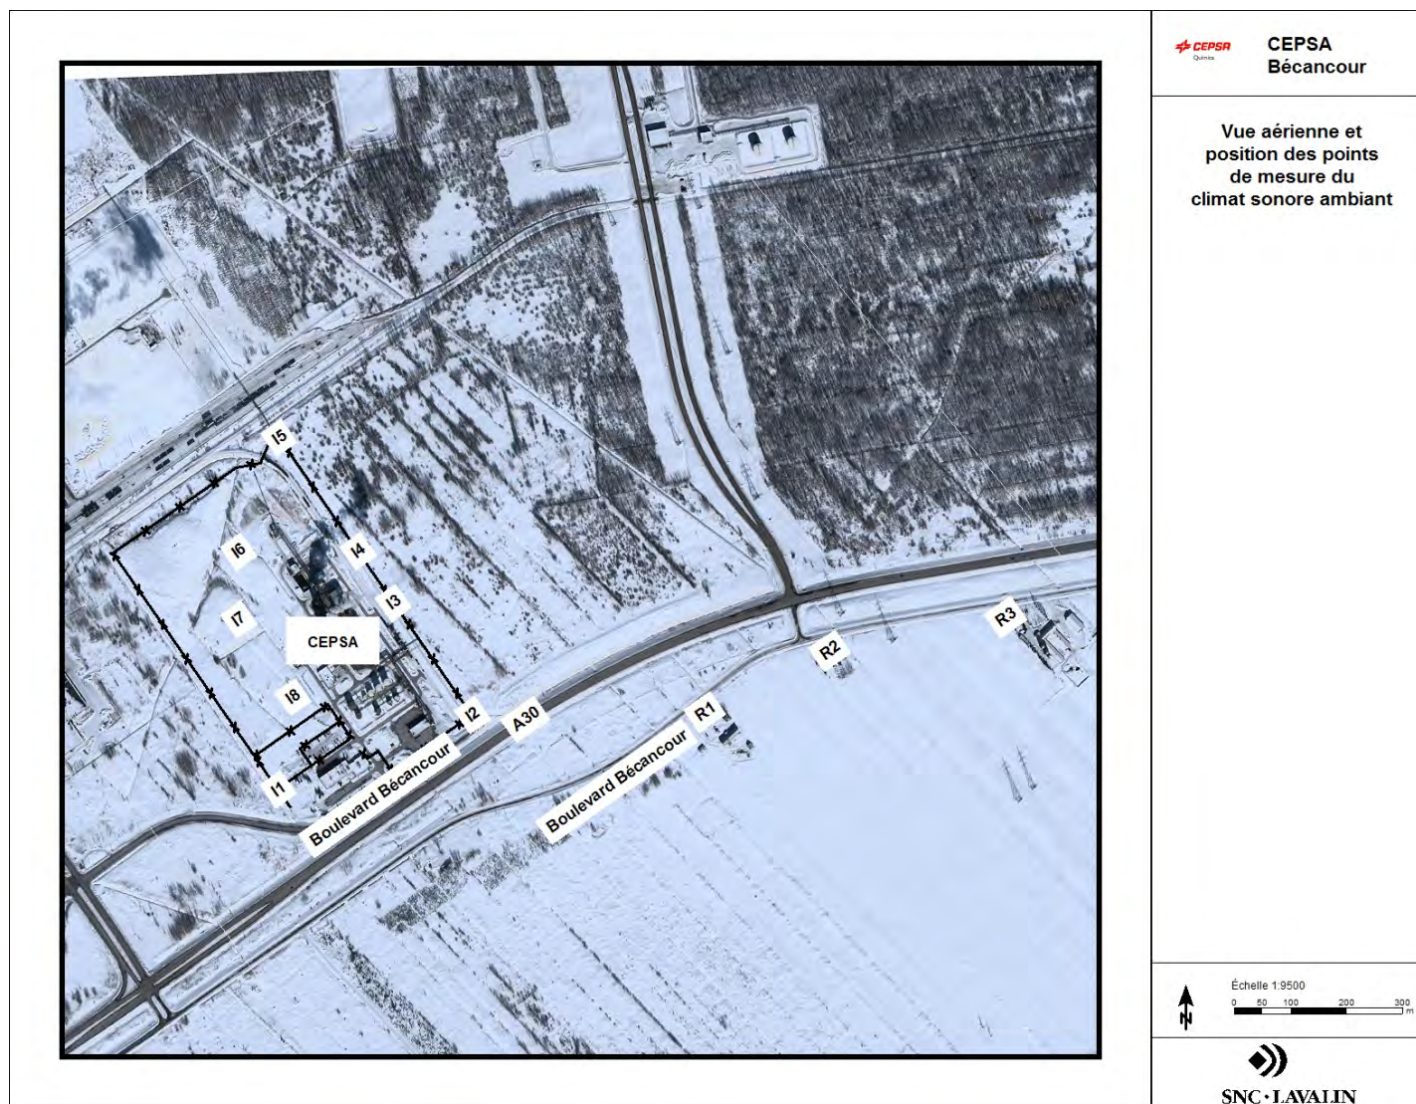 CEPSA
Química
CEPSA
Bécancour
Vue aérienne et
position des points
de mesure du
climat sonore ambiant
I5
I6
I4
I7
I3
CEPSA
I8
I2
I1
A30
R1
R2
R3
Boulevard Bécancour
Boulevard Bécancour
Échelle 1:9500
0 50 100 200 300
m
N
SNC·LAVALIN